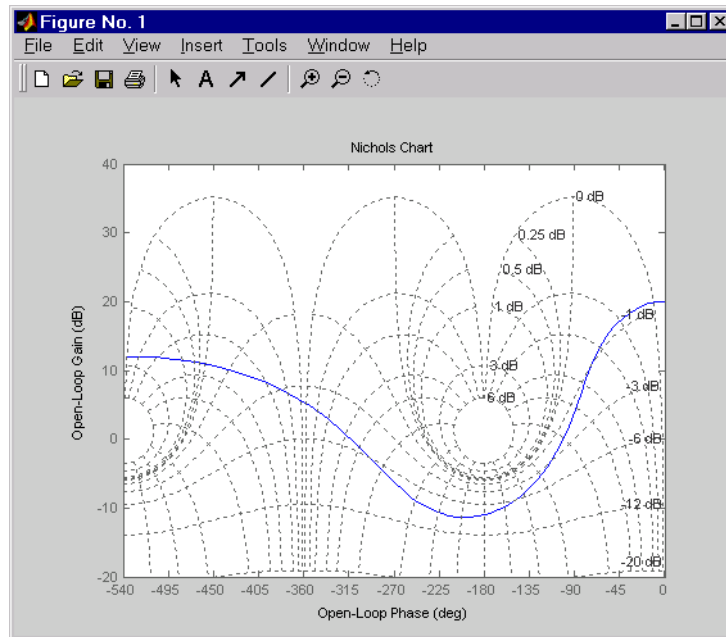 Figure No. 1
File Edit View Insert Tools Window Help
Nichols Chart
40
30
20
10
0
-10
-20
Open-Loop Gain (dB)
0 dB
0.25 dB
0.5 dB
1 dB
-1 dB
3 dB
-3 dB
6 dB
-6 dB
-12 dB
-20 dB
-540 -495 -450 -405 -360 -315 -270 -225 -180 -135 -90 -45 0
Open-Loop Phase (deg)